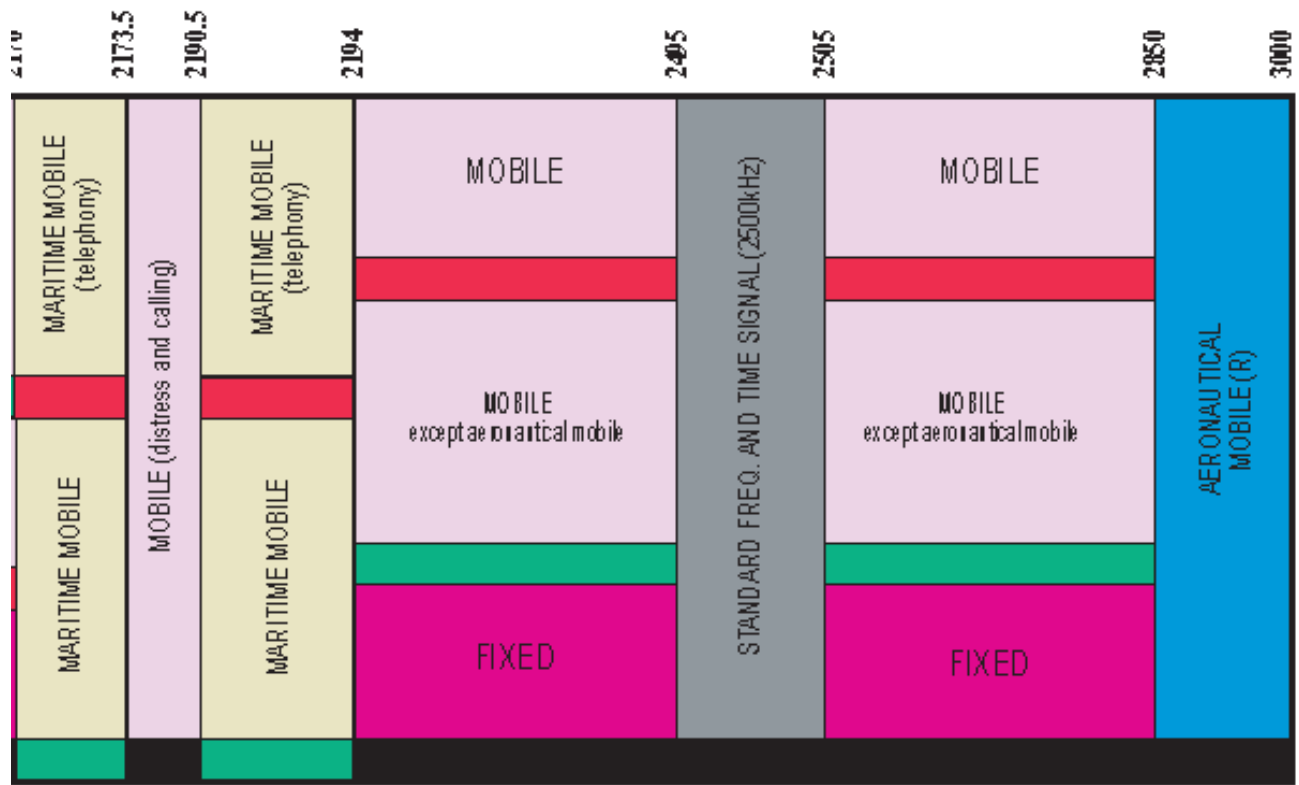 2173.5
2190.5
2194
2495
2505
2850
3000
MARITIME MOBILE
(telephony)
MARITIME MOBILE
MOBILE (distress and calling)
MARITIME MOBILE
(telephony)
MARITIME MOBILE
MOBILE
MOBILE
except aeronautical mobile
FIXED
STANDARD FREQ. AND TIME SIGNAL (2500kHz)
MOBILE
MOBILE
except aeronautical mobile
FIXED
AERONAUTICAL
MOBILE (R)